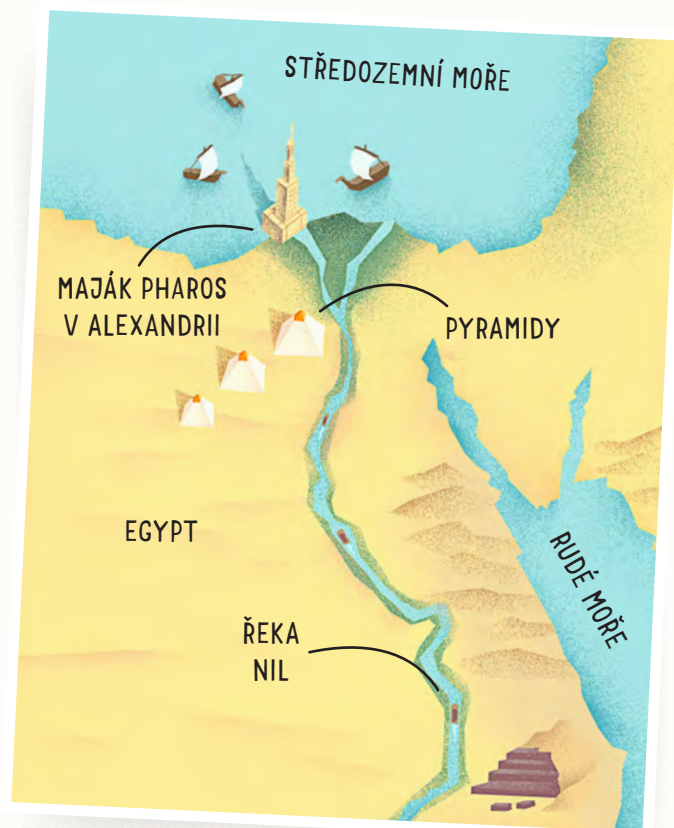 STŘEDOZEMNÍ MOŘE
MAJÁK PHAROS
V ALEXANDRII
PYRAMIDY
EGYPT
RUDÉ MOŘE
ŘEKA
NIL